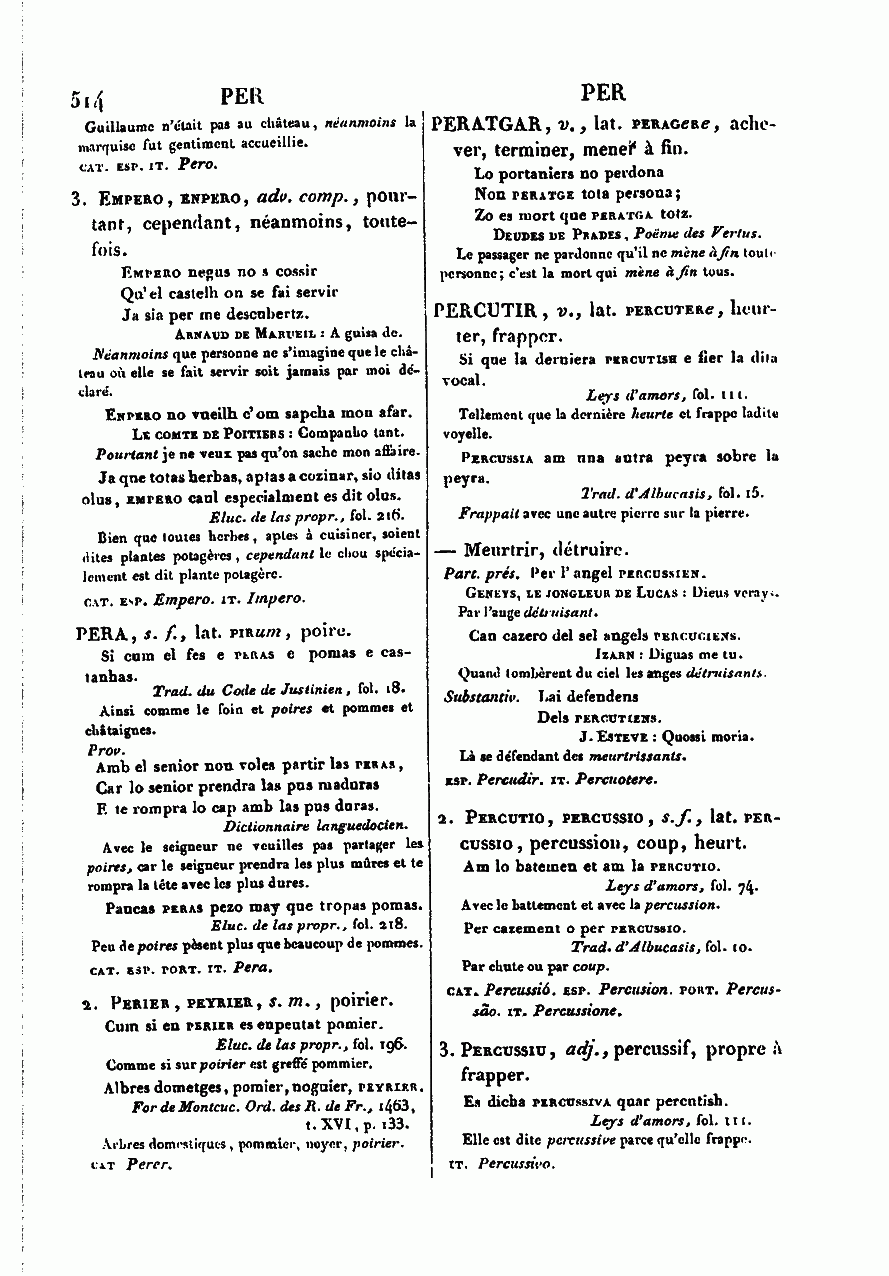 514 PER PER
Guillaume n'était pas au château, néanmoins la
marquise fut gentiment accueillie.
CAT. ESP. IT. Pero.
3. EMPERO, ENPERO, adv. comp., pour-
tant, cependant, néanmoins, toute-
fois.
EMPERO negus no s cossir
Qu'el castelh on se fai servir
Ja sia per me descubertz.
ARNAUD DE MARUEIL : A guisa de.
Néanmoins que personne ne s'imagine que le châ-
teau où elle se fait servir soit jamais par moi dé-
claré.
ENPERO no vueilh c'om sapcha mon afar.
LE COMTE DE POITIERS : Companho tant.
Pourtant je ne veux pas qu'on sache mon affaire.
Ja que totas herbas, aptas a cozinar, sio ditas
olus, EMPERO caul especialment es dit olus.
Eluc. de las propr., fol. 216.
Bien que toutes herbes, aptes à cuisiner, soient
dites plantes potagères, cependant le chou spécia-
lement est dit plante potagère.
CAT. ESP. Empero. IT. Impero.
PERA, s. f., lat. PIRum, poire.
Si cum el fes e PERAS e pomas e cas-
tanhas.
Trad. du Code de Justinien, fol. 18.
Ainsi comme le foin et poires et pommes et
châtaignes.
Prov.
Amb el senior non voles partir las PERAS,
Car lo senior prendra las pus maduras
E te rompra lo cap amb las pus duras.
Dictionnaire languedocien.
Avec le seigneur ne veuilles pas partager les
poires, car le seigneur prendra les plus mûres et te
rompra la tête avec les plus dures.
Paucas PERAS pezo may que tropas pomas.
Eluc. de las propr., fol. 218.
Peu de poires pèsent plus que beaucoup de pommes.
CAT. ESP. PORT. IT. Pera.
2. PERIER, PEYRIER, s. m., poirier.
Cum si en PERIER es enpeutat pomier.
Eluc. de las propr., fol. 196.
Comme si sur poirier est greffé pommier.
Albres dometges, pomier, noguier, PEYRIER.
For de Montcuc. Ord. des R. de Fr., 1463,
t. XVI, p. 133.
Arbres domestiques, pommier, noyer, poirier.
CAT Perer.
PERATGAR, v., lat. PERAGeRe, ache-
ver, terminer, mener à fin.
Lo portaniers no perdona
Non PERATGE tota persona;
Zo es mort que PERATGA totz.
DEUDES DE PRADES, Poëme des Vertus.
Le passager ne pardonne qu'il ne mène à fin toute
personne; c'est la mort qui mène à fin tous.
PERCUTIR, v., lat. PERCUTERe, heur-
ter, frapper.
Si que la derniera PERCUTISH e fier la dita
vocal.
Leys d'amors, fol. 111.
Tellement que la dernière heurte et frappe ladite
voyelle.
PERCUSSIA am una autra peyra sobre la
peyra.
Trad. d'Albucasis, fol. 15.
Frappait avec une autre pierre sur la pierre.
— Meurtrir, détruire.
Part. prés. Per l'angel PERCUSSIEN.
GENEYS, LE JONGLEUR DE LUCAS : Dieus verays.
Par l'ange détruisant.
Can cazero del sel angels PERCUCIENS.
IZARN : Diguas me tu.
Quand tombèrent du ciel les anges détruisants.
Substantiv. Lai defendens
Dels PERCUTIENS.
J. ESTEVE : Quossi moria.
Là se défendant des meurtrissants.
ESP. Percudir. IT. Percuotere.
2. PERCUTIO, PERCUSSIO, s. f., lat. PER-
CUSSIO, percussion, coup, heurt.
Am lo batemen et am la PERCUTIO.
Leys d'amors, fol. 74.
Avec le battement et avec la percussion.
Per cazement o per PERCUSSIO.
Trad. d'Albucasis, fol. 10.
Par chute ou par coup.
CAT. Percussió. ESP. Percusion. PORT. Percus-
são. IT. Percussione.
3. PERCUSSIU, adj., percussif, propre à
frapper.
Es dicha PERCUSSIVA quar percutish.
Leys d'amors, fol. 111.
Elle est dite percussive parce qu'elle frappe.
IT. Percussivo.